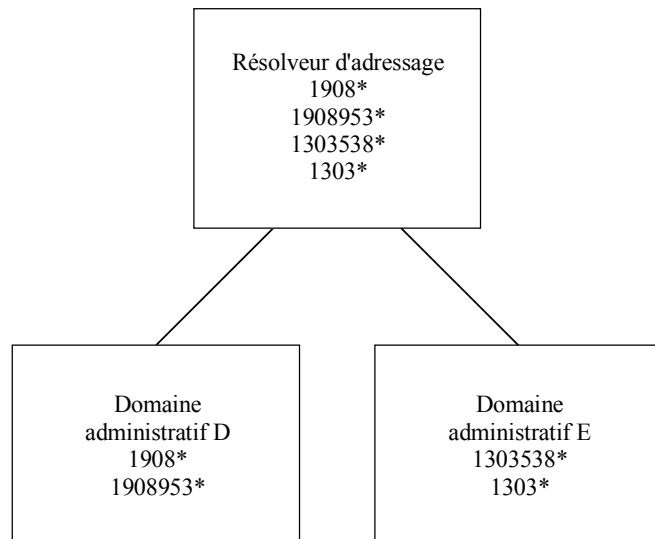 Résolveur d'adressage
1908*
1908953*
1303538*
1303*
Domaine
administratif D
1908*
1908953*
Domaine
administratif E
1303538*
1303*